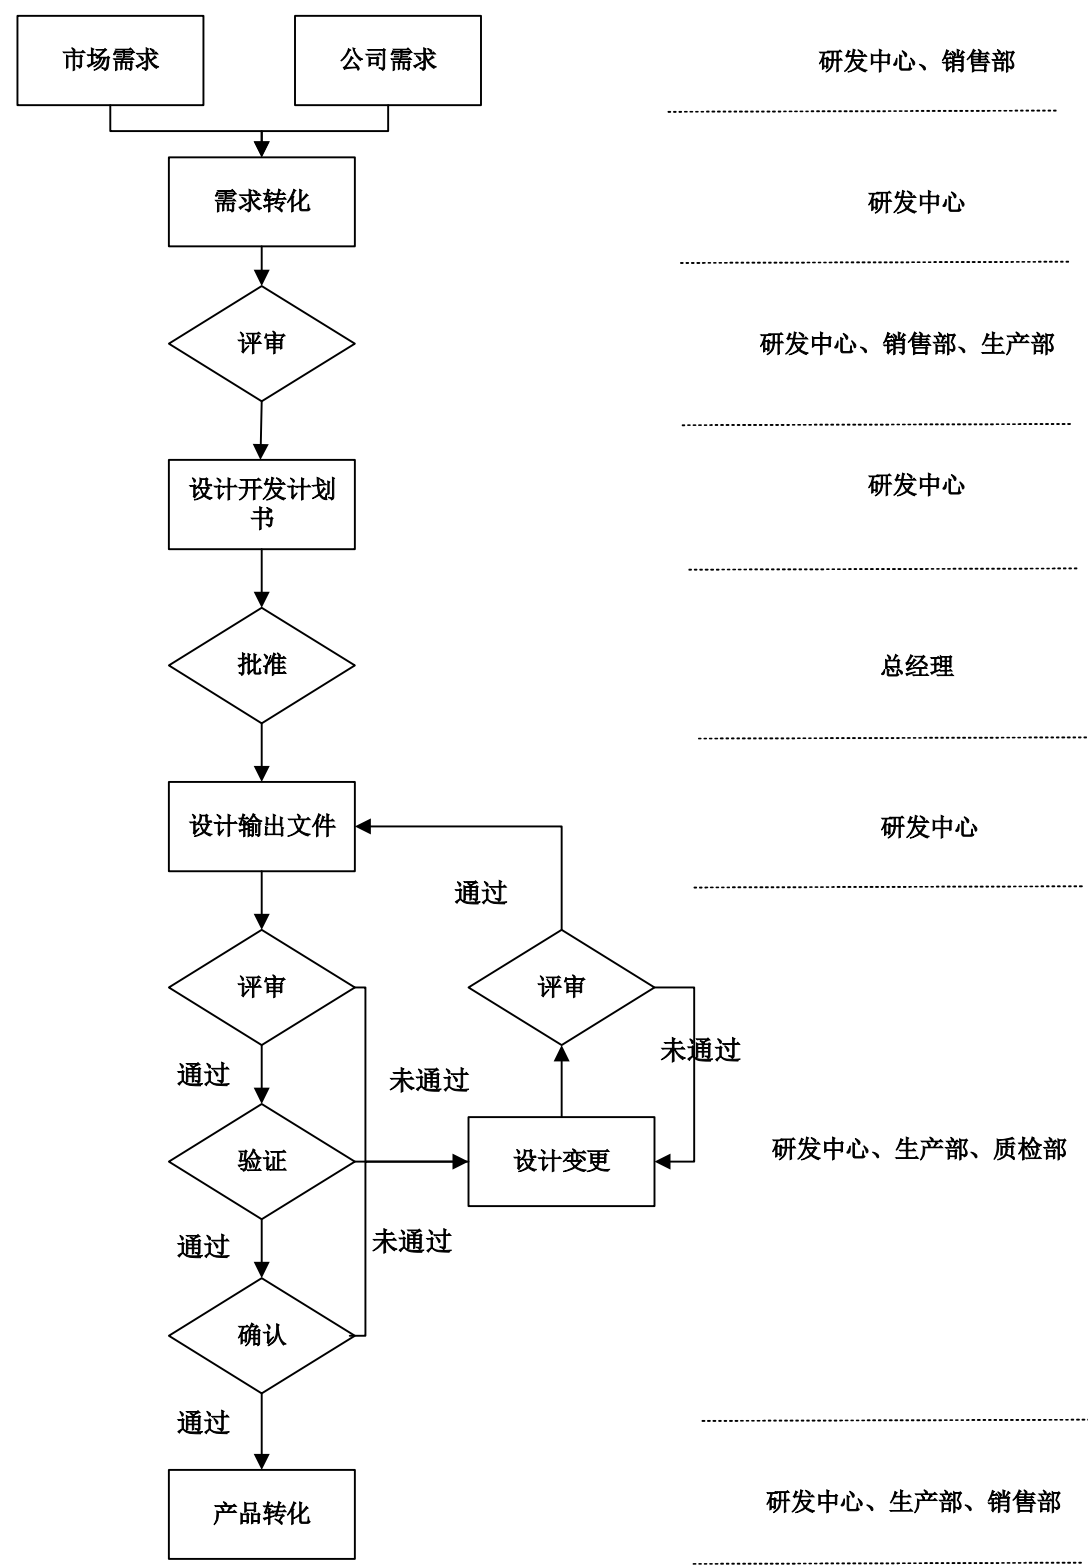 市场需求
公司需求
研发中心、销售部
需求转化
研发中心
评审
研发中心、销售部、生产部
设计开发计划
书
研发中心
批准
总经理
设计输出文件
研发中心
通过
评审
评审
未通过
通过
未通过
验证
设计变更
研发中心、生产部、质检部
通过
未通过
确认
通过
产品转化
研发中心、生产部、销售部